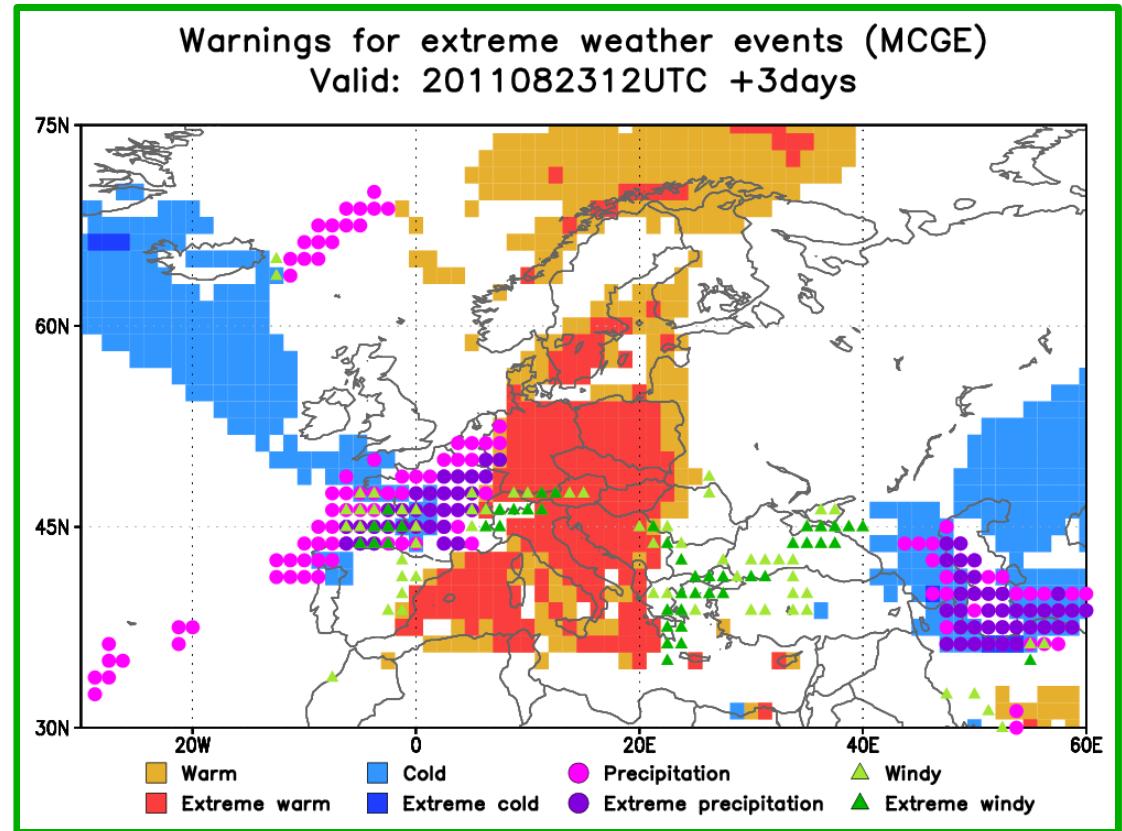 Warnings for extreme weather events (MCGE)
Valid: 2011082312UTC +3days
75N
60N
45N
30N
20W 0 20E 40E 60E
Warm Cold Precipitation Windy
Extreme warm Extreme cold Extreme precipitation Extreme windy